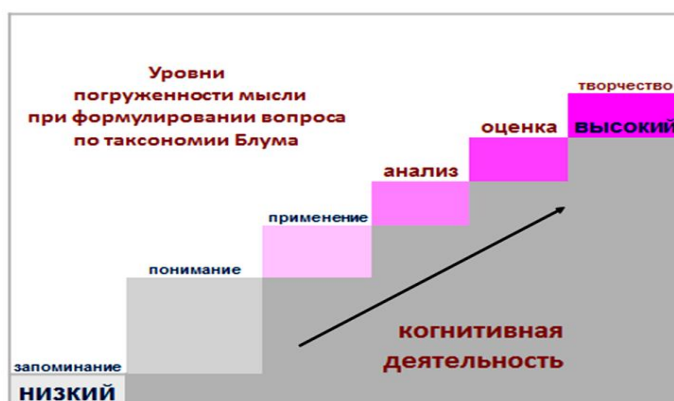 Уровни
погруженности мысли
при формулировании вопроса
по таксономии Блума
творчество
высокий
оценка
анализ
применение
понимание
запоминание
низкий
когнитивная
деятельность